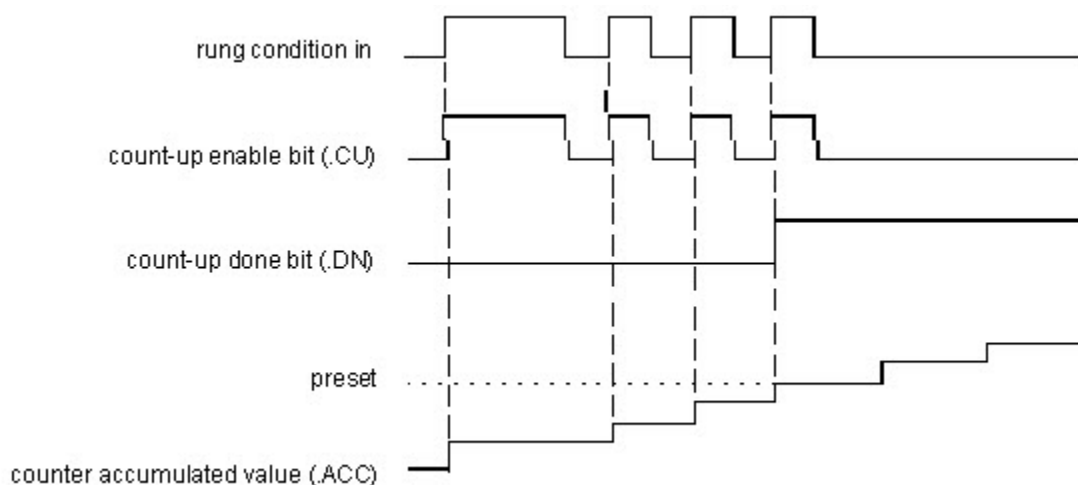 rung condition in
count-up enable bit (.CU)
count-up done bit (.DN)
preset
counter accumulated value (.ACC)